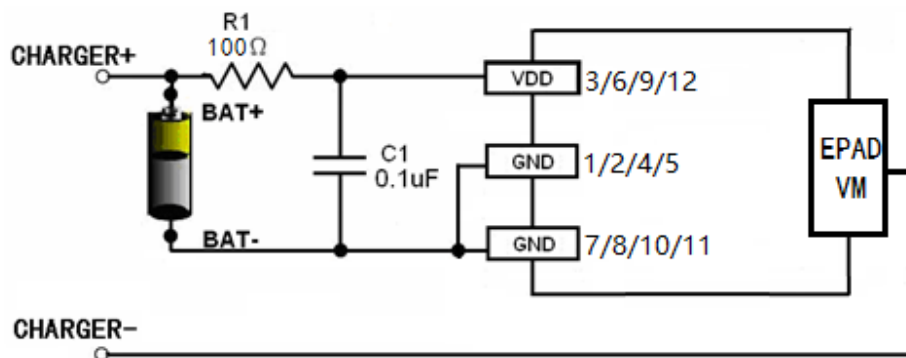 R1
100Ω
CHARGER+
BAT+
VDD 3/6/9/12
C1
0.1uF
GND 1/2/4/5
EPAD
VM
BAT-
GND 7/8/10/11
CHARGER-